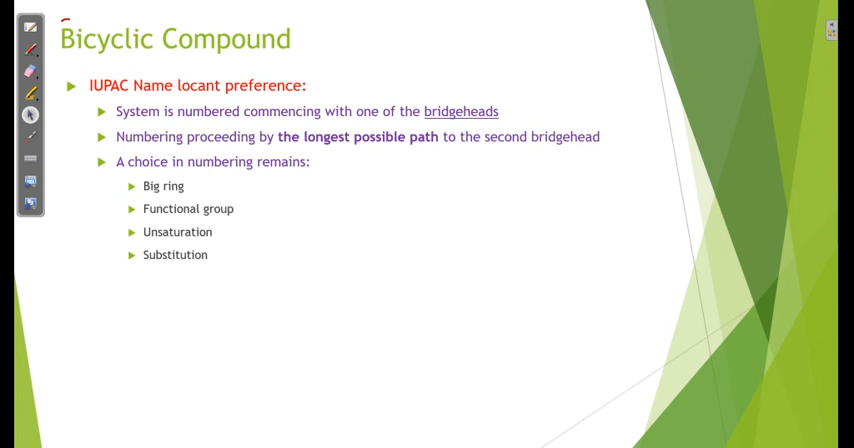 Bicyclic Compound
IUPAC Name locant preference:
System is numbered commencing with one of the bridgeheads
Numbering proceeding by the longest possible path to the second bridgehead
A choice in numbering remains:
Big ring
Functional group
Unsaturation
Substitution